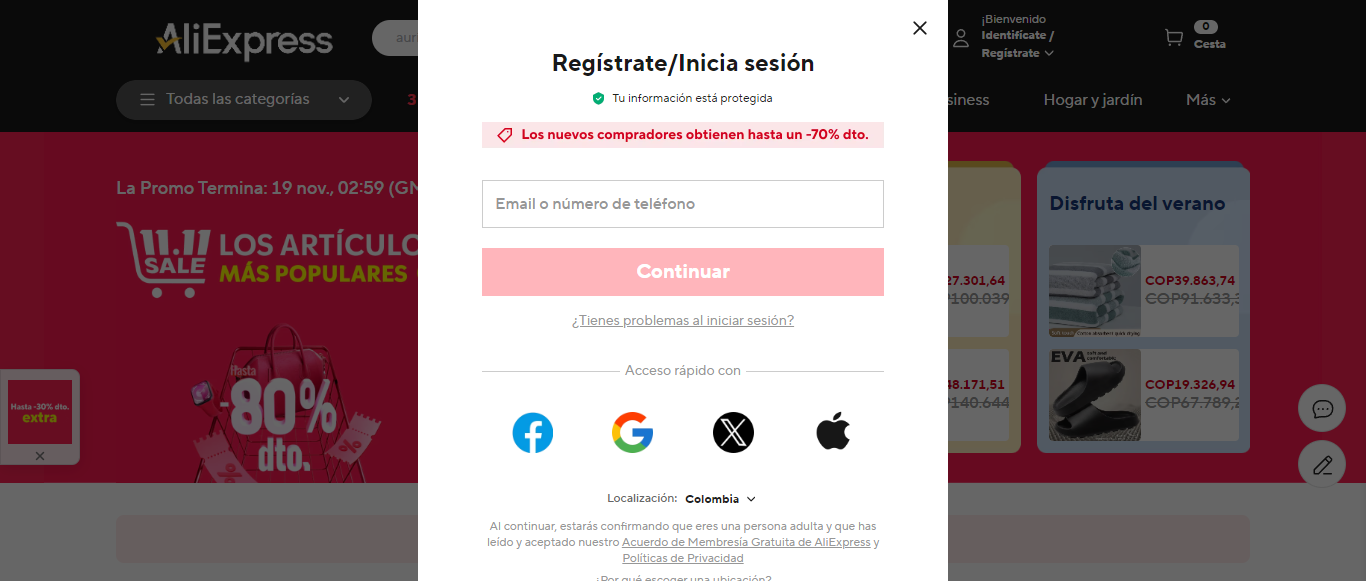 AliExpress
aur
¡Bienvenido
Identifícate /
Regístrate
0
Cesta
Todas las categorías
3
siness
Hogar y jardín
Más
Regístrate/Inicia sesión
Tu información está protegida
Los nuevos compradores obtienen hasta un -70% dto.
Email o número de teléfono
Continuar
¿Tienes problemas al iniciar sesión?
Acceso rápido con
Localización: Colombia
Al continuar, estarás confirmando que eres una persona adulta y que has
leído y aceptado nuestro Acuerdo de Membresía Gratuita de AliExpress y
Políticas de Privacidad
¿Por qué escoger una ubicación?
La Promo Termina: 19 nov., 02:59 (GM
11.11
SALE
LOS ARTÍCULO
MÁS POPULARES
Hasta
-80%
dto.
Hasta -30% dto.
extra
27.301,64
100.039
48.171,51
140.644
Disfruta del verano
COP39.863,74
COP91.633,3
EVA
COP19.326,94
COP67.789,2